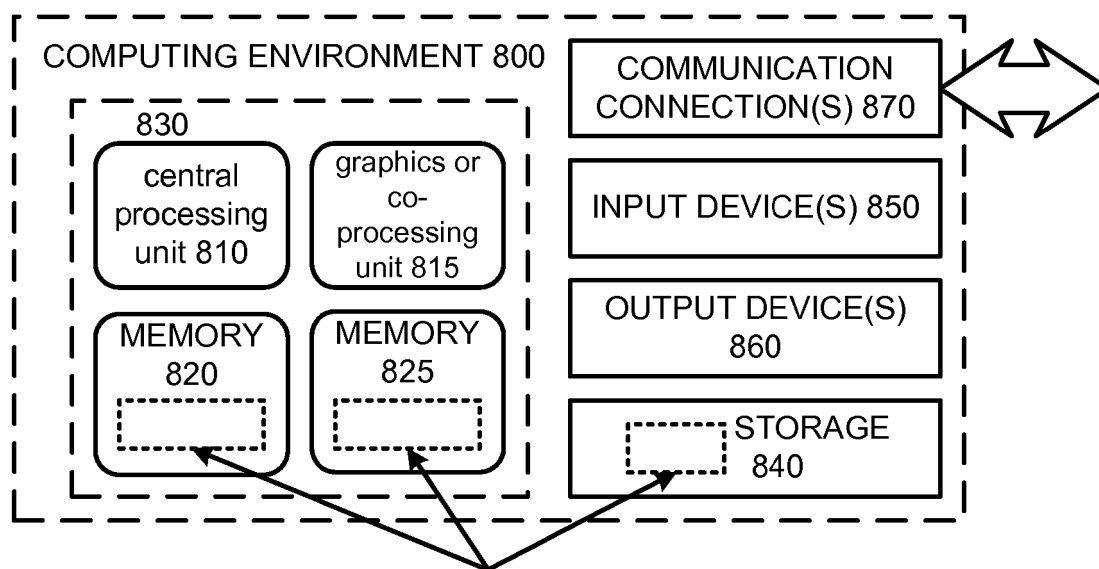 COMPUTING ENVIRONMENT 800
830
central
processing
unit 810
graphics or
co-
processing
unit 815
MEMORY
820
MEMORY
825
COMMUNICATION
CONNECTION(S) 870
INPUT DEVICE(S) 850
OUTPUT DEVICE(S)
860
STORAGE
840